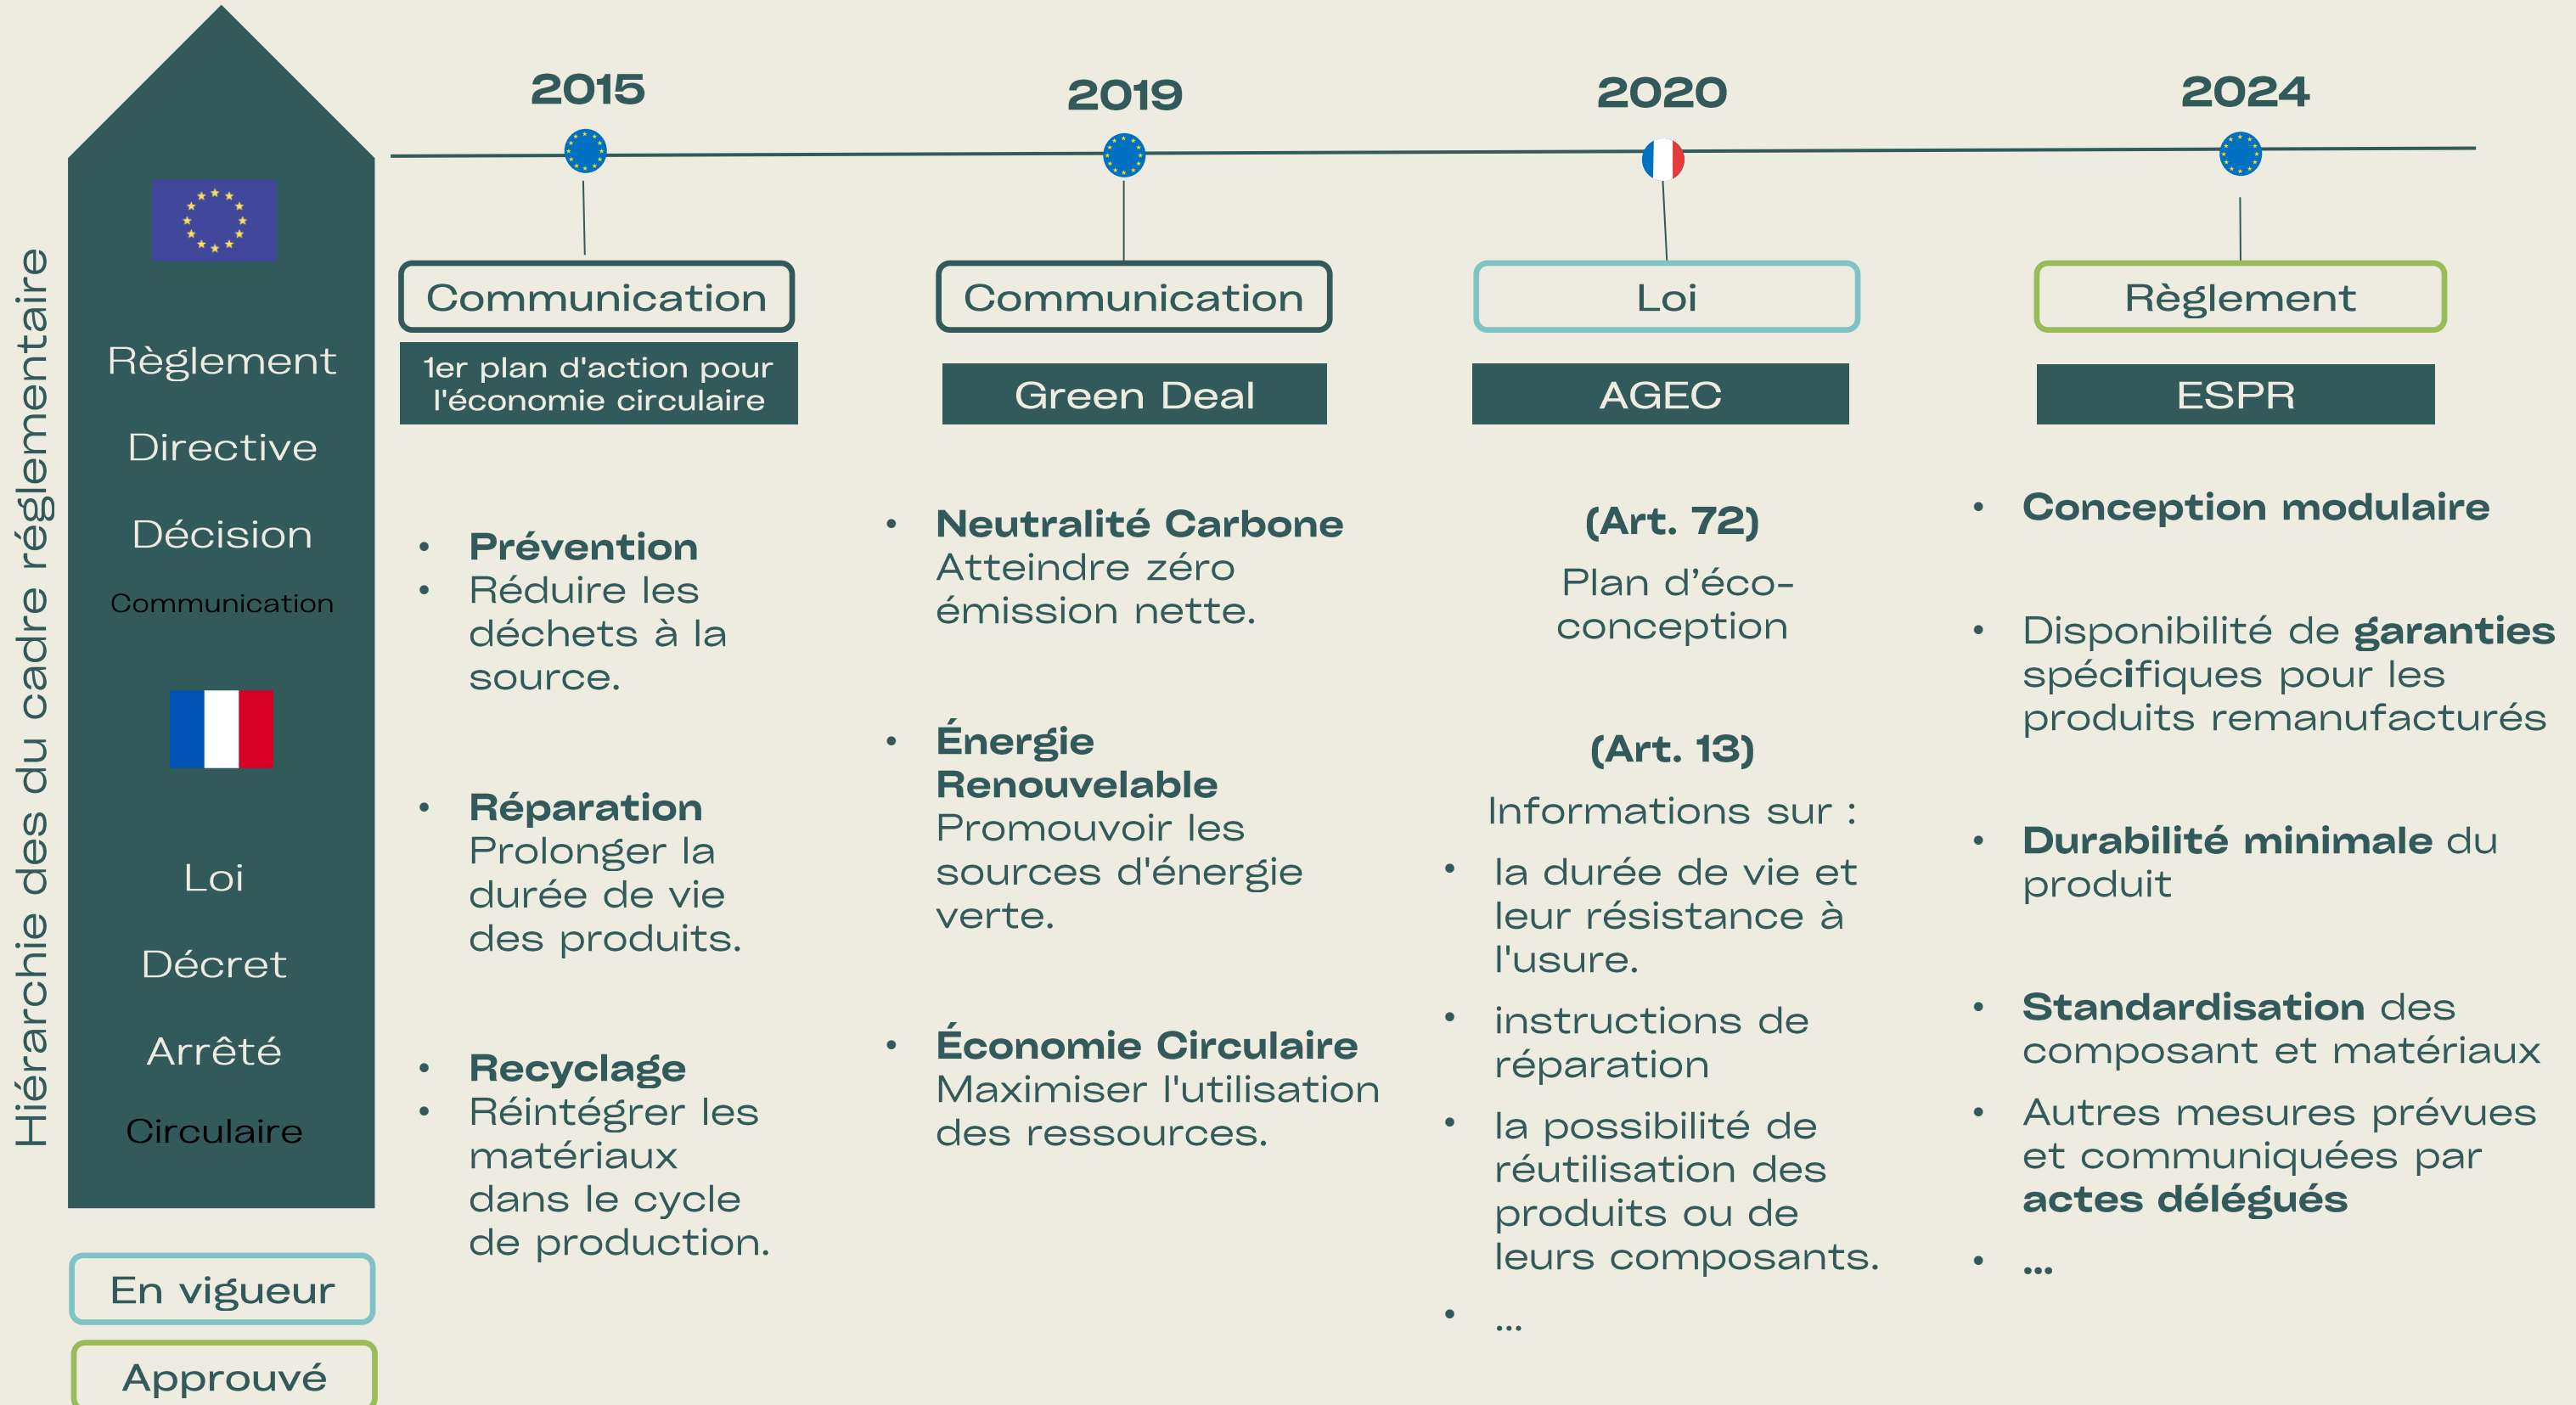 Hiérarchie des du cadre réglementaire
Règlement
Directive
Décision
Communication
Loi
Décret
Arrêté
Circulaire
En vigueur
Approuvé
2015
Communication
1er plan d'action pour
l'économie circulaire
• Prévention
• Réduire les
déchets à la
source.
• Réparation
Prolonger la
durée de vie
des produits.
• Recyclage
• Réintégrer les
matériaux
dans le cycle
de production.
2019
Communication
Green Deal
• Neutralité Carbone
Atteindre zéro
émission nette.
• Énergie
Renouvelable
Promouvoir les
sources d'énergie
verte.
• Économie Circulaire
Maximiser l'utilisation
des ressources.
2020
Loi
AGEC
(Art. 72)
Plan d’éco-
conception
(Art. 13)
Informations sur :
• la durée de vie et
leur résistance à
l'usure.
• instructions de
réparation
• la possibilité de
réutilisation des
produits ou de
leurs composants.
• ...
2024
Règlement
ESPR
• Conception modulaire
• Disponibilité de garanties
spécifiques pour les
produits remanufacturés
• Durabilité minimale du
produit
• Standardisation des
composant et matériaux
• Autres mesures prévues
et communiquées par
actes délégués
• ...